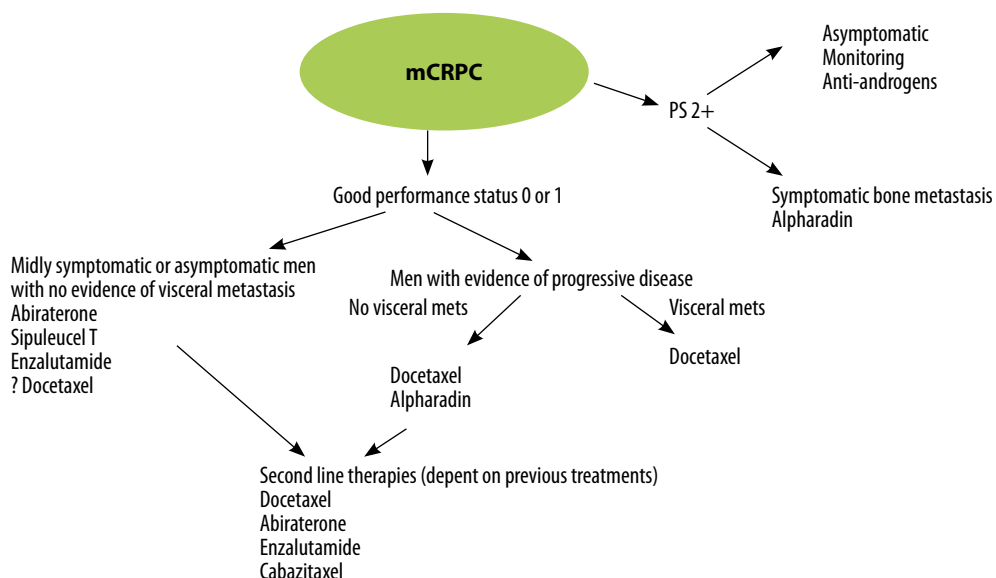 mCRPC
Asymptomatic
Monitoring
Anti-androgens
PS 2+
Symptomatic bone metastasis
Alpharadin
Good performance status 0 or 1
Midly symptomatic or asymptomatic men
with no evidence of visceral metastasis
Abiraterone
Sipuleucel T
Enzalutamide
? Docetaxel
Men with evidence of progressive disease
No visceral mets
Visceral mets
Docetaxel
Alpharadin
Docetaxel
Second line therapies (depent on previous treatments)
Docetaxel
Abiraterone
Enzalutamide
Cabazitaxel